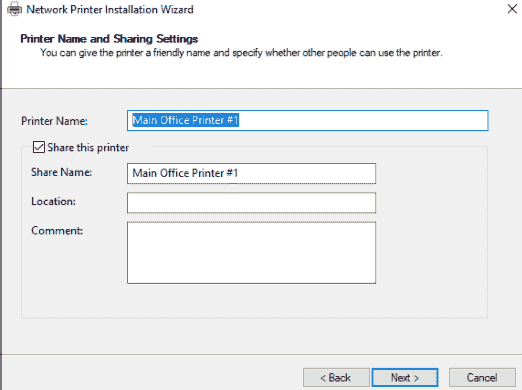 Network Printer Installation Wizard
Printer Name and Sharing Settings
You can give the printer a friendly name and specify whether other people can use the printer.
Printer Name: Main Office Printer #1
Share this printer
Share Name: Main Office Printer #1
Location:
Comment:
< Back Next > Cancel